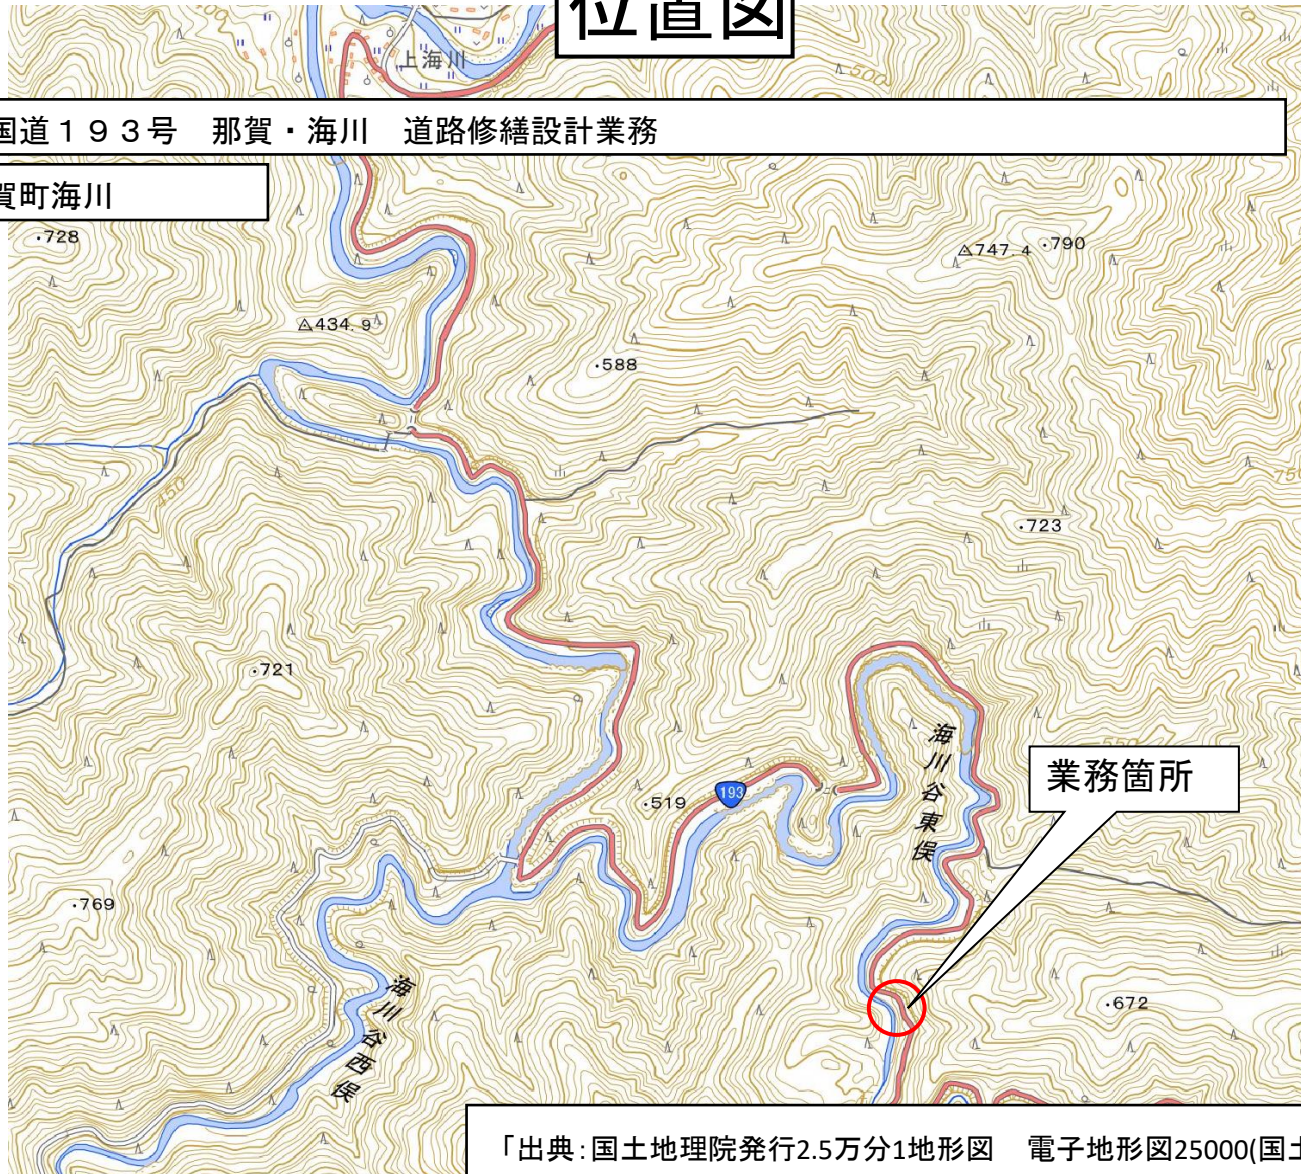 位置図
上海川
500
国道193号　那賀・海川　道路修繕設計業務
賀町海川
728
747.4
790
434.9
588
450
750
723
721
海川谷東俣
550
業務箇所
193
519
769
海川谷西俣
672
「出典:国土地理院発行2.5万分1地形図　電子地形図25000(国土